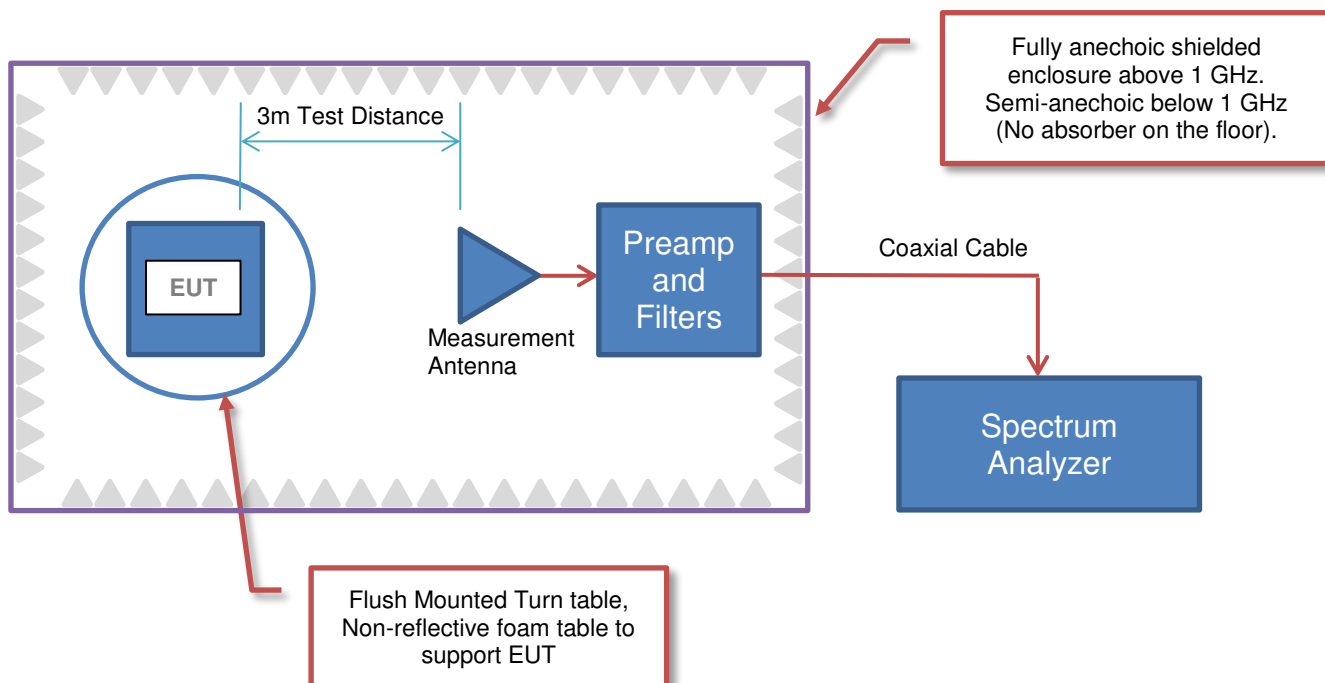 Fully anechoic shielded
enclosure above 1 GHz.
Semi-anechoic below 1 GHz
(No absorber on the floor).
3m Test Distance
EUT
Measurement
Antenna
Preamp
and
Filters
Coaxial Cable
Spectrum
Analyzer
Flush Mounted Turn table,
Non-reflective foam table to
support EUT